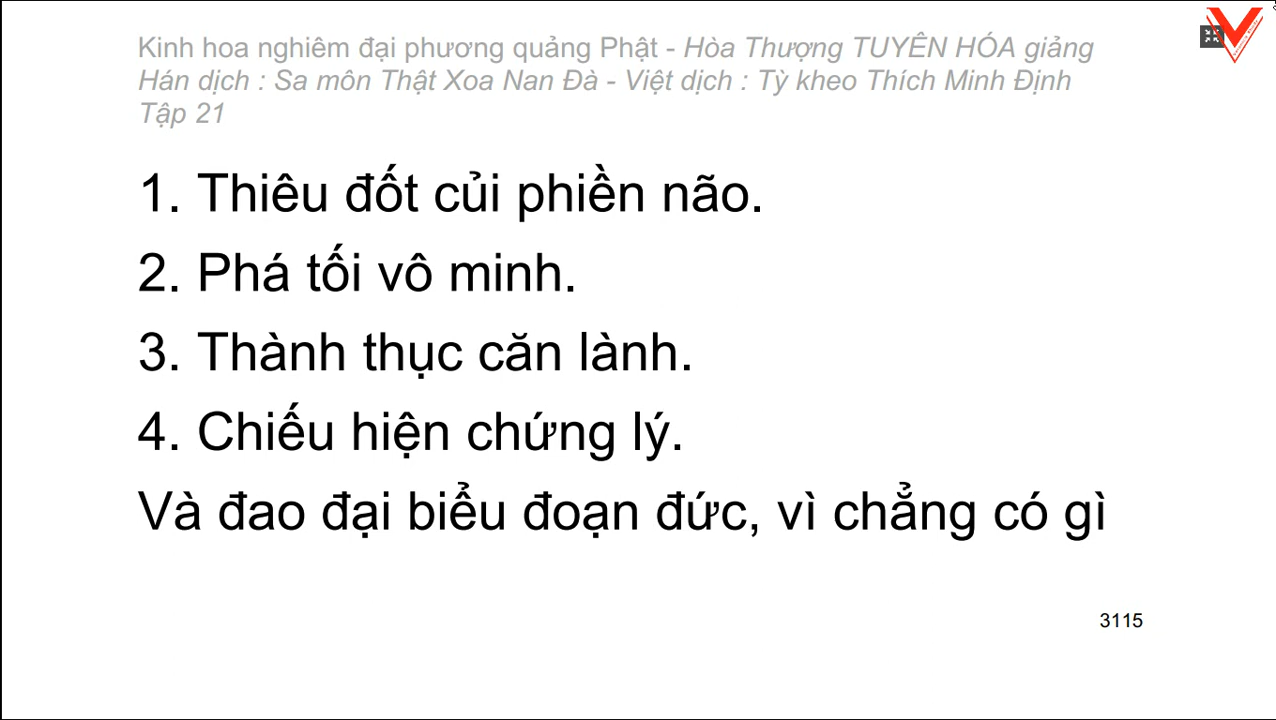 Kinh hoa nghiêm đại phương quảng Phật - Hòa Thượng TUYÊN HÓA giảng
Hán dịch : Sa môn Thật Xoa Nan Đà - Việt dịch : Tỳ kheo Thích Minh Định
Tập 21
1. Thiêu đốt củi phiền não.
2. Phá tối vô minh.
3. Thành thục căn lành.
4. Chiếu hiện chứng lý.
Và đao đại biểu đoạn đức, vì chẳng có gì
3115